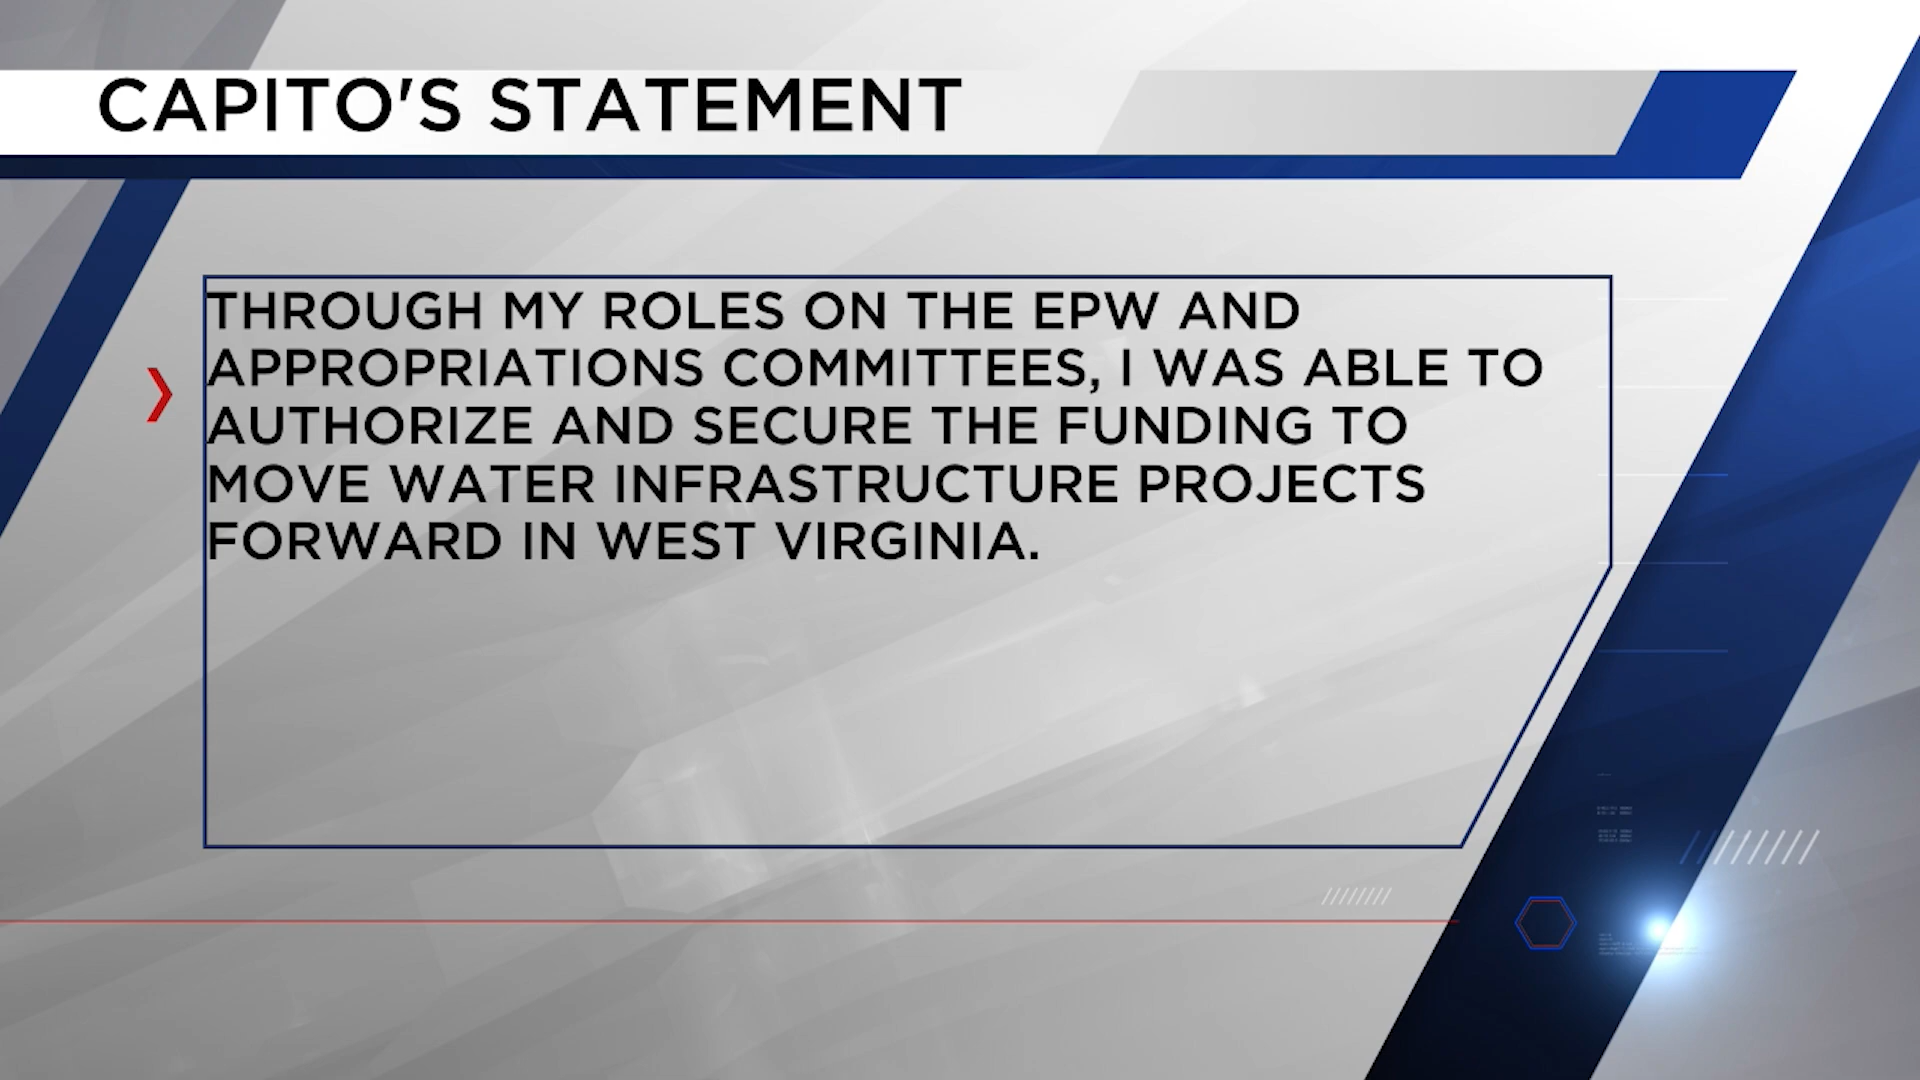 CAPITO'S STATEMENT
THROUGH MY ROLES ON THE EPW AND
APPROPRIATIONS COMMITTEES, I WAS ABLE TO
AUTHORIZE AND SECURE THE FUNDING TO
MOVE WATER INFRASTRUCTURE PROJECTS
FORWARD IN WEST VIRGINIA.